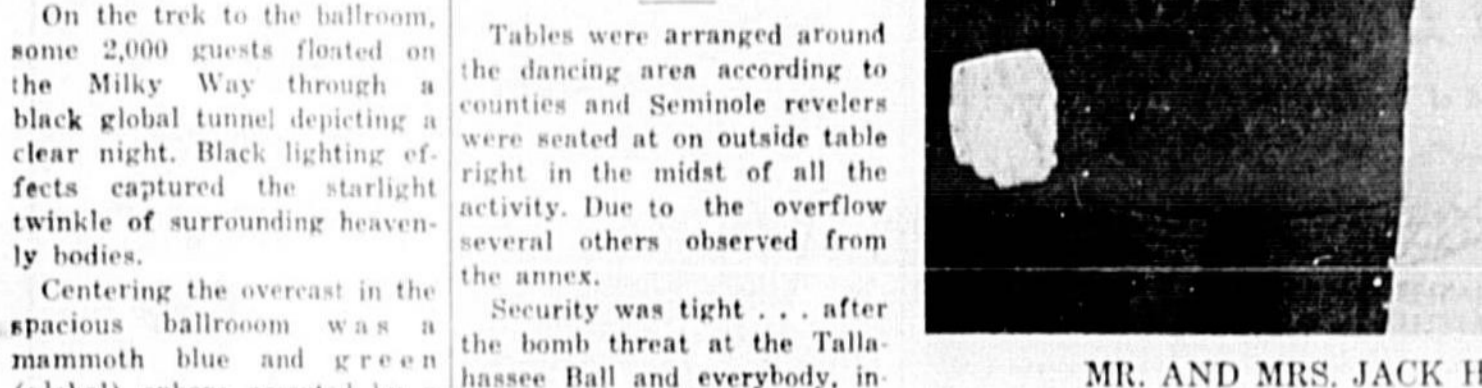 On the trek to the ballroom,
some 2,000 guests floated on
the Milky Way through a
black global tunnel depicting a
clear night. Black lighting ef-
fects captured the starlight
twinkle of surrounding heaven-
ly bodies.
Centering the overcast in the
spacious ballrooom was a
mammoth blue and green
Tables were arranged around
the dancing area according to
counties and Seminole revelers
were seated at on outside table
right in the midst of all the
activity. Due to the overflow
several others observed from
the annex.
Security was tight . . . after
the bomb threat at the Talla-
hassee Ball and everybody, in-
MR. AND MRS. JACK